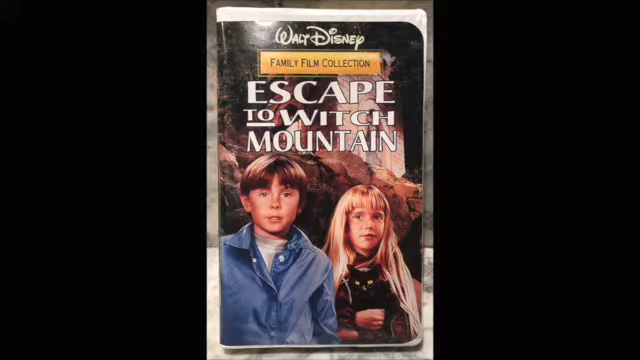 WALT DISNEY
FAMILY FILM COLLECTION
ESCAPE
TO WITCH
MOUNTAIN